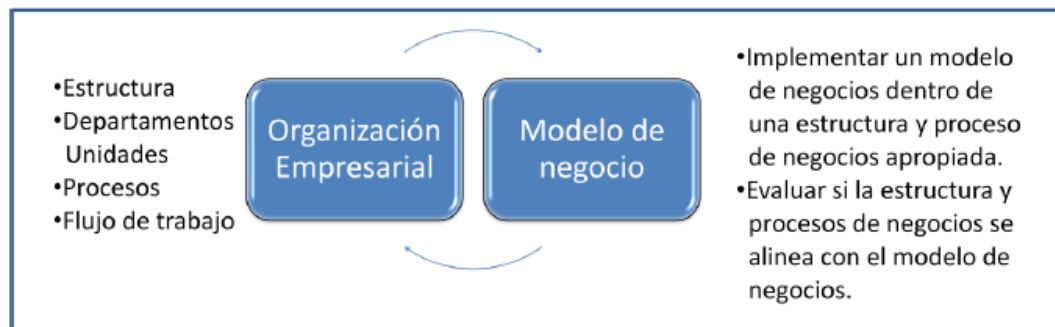 •Estructura
•Departamentos
Unidades
•Procesos
•Flujo de trabajo
Organización
Empresarial
Modelo de
negocio
•Implementar un modelo
de negocios dentro de
una estructura y proceso
de negocios apropiada.
•Evaluar si la estructura y
procesos de negocios se
alinea con el modelo de
negocios.